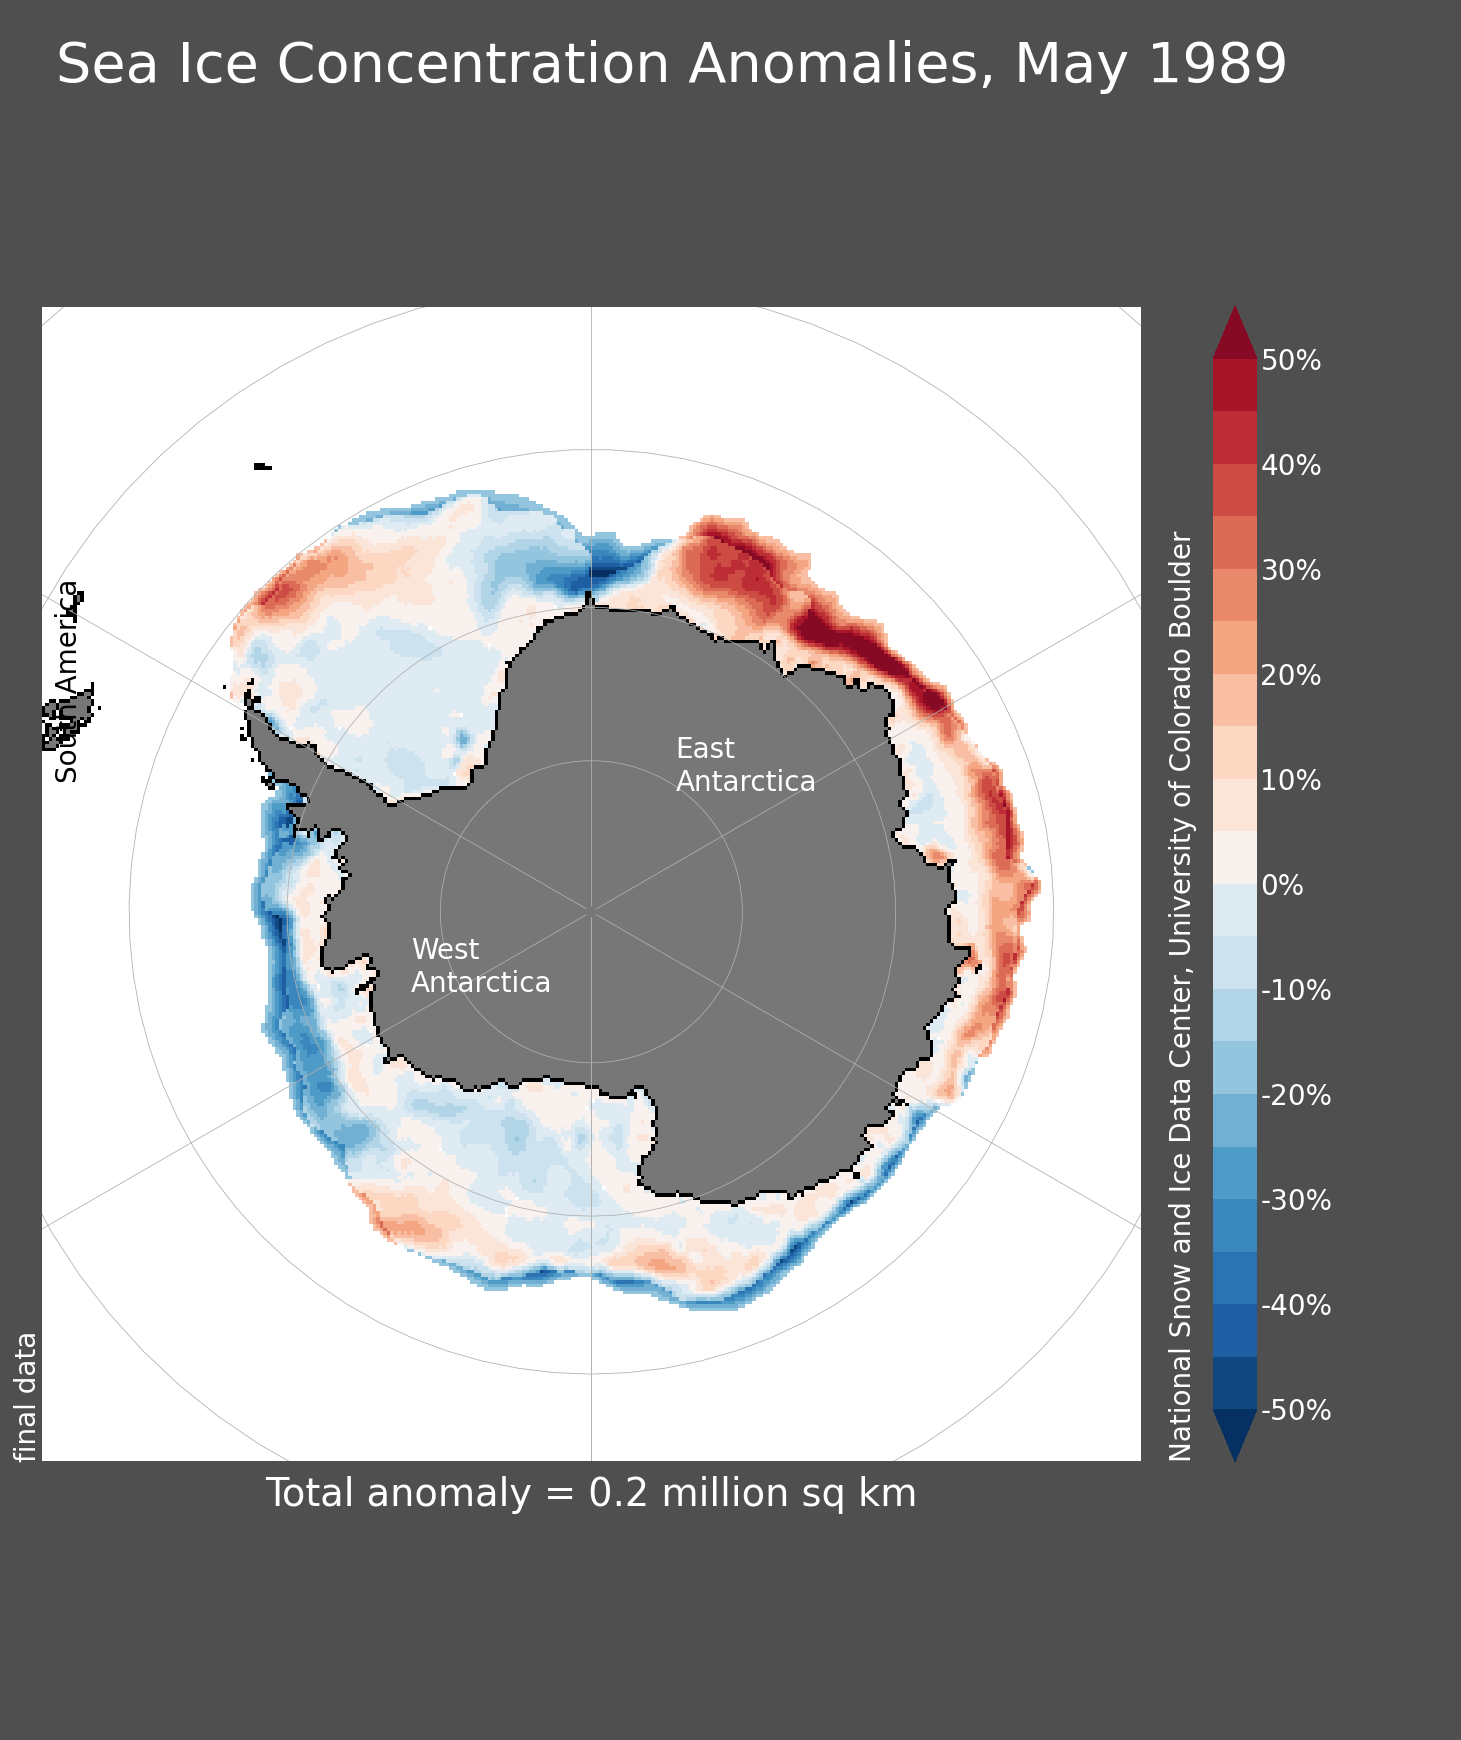 Sea Ice Concentration Anomalies, May 1989
South America
East
Antarctica
West
Antarctica
final data
National Snow and Ice Data Center, University of Colorado Boulder
50%
40%
30%
20%
10%
0%
-10%
-20%
-30%
-40%
-50%
Total anomaly = 0.2 million sq km